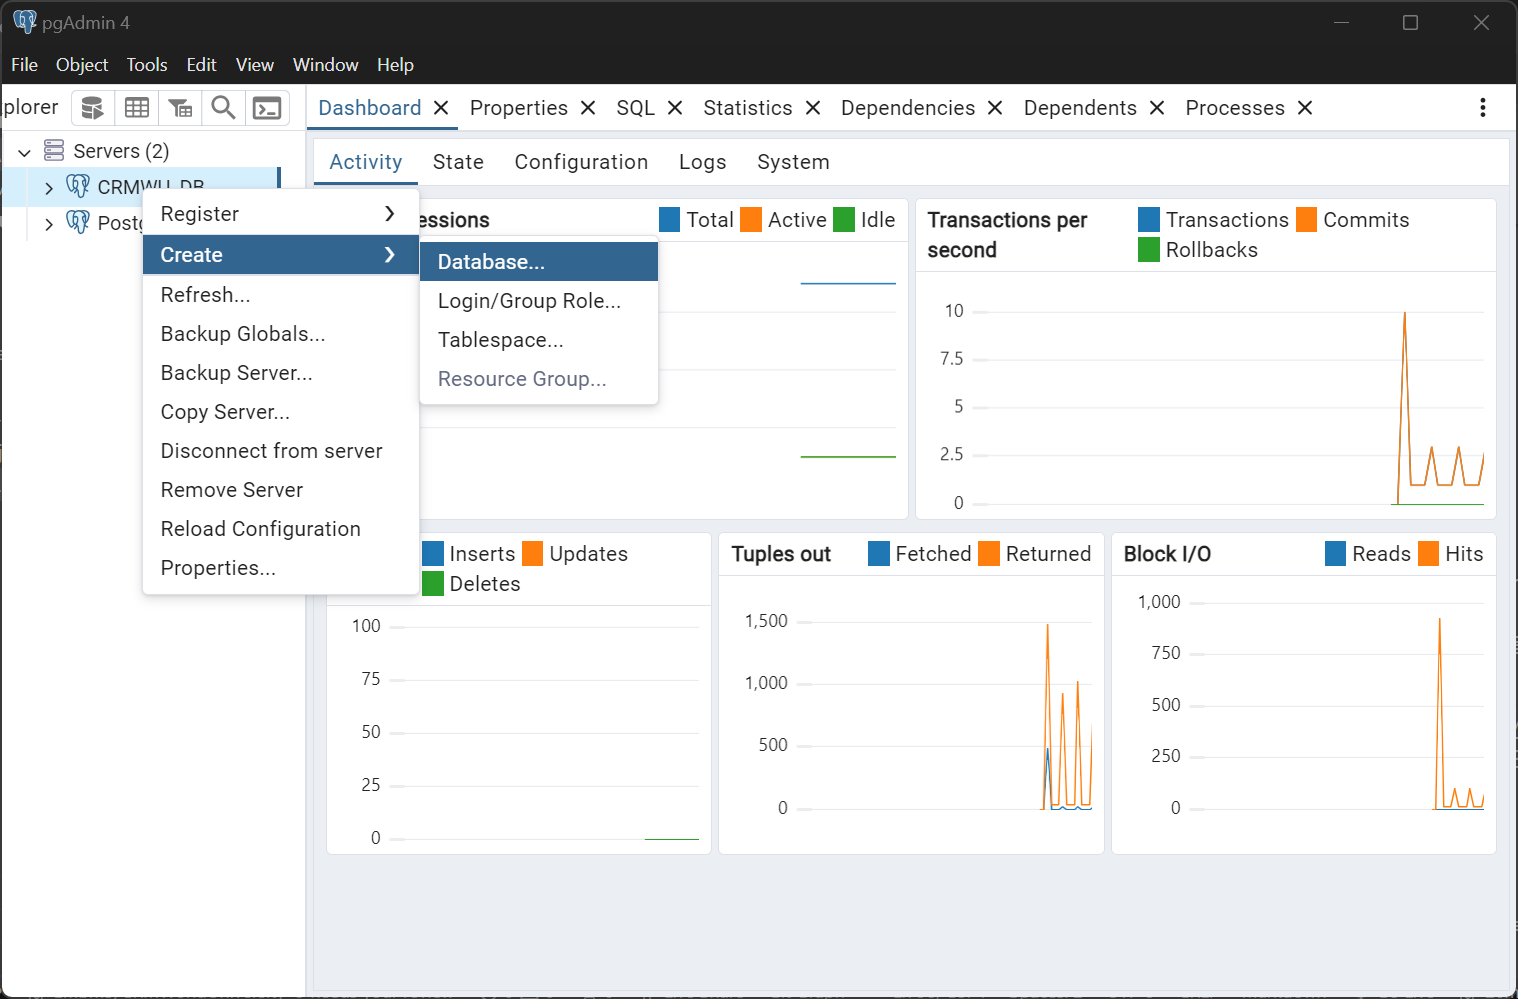 pgAdmin 4
File Object Tools Edit View Window Help
plorer
Dashboard Properties SQL Statistics Dependencies Dependents Processes
Servers (2)
Activity State Configuration Logs System
CRMWU_DB
Register
Create
Refresh...
Backup Globals...
Backup Server...
Copy Server...
Disconnect from server
Remove Server
Reload Configuration
Properties...
Database...
Login/Group Role...
Tablespace...
Resource Group...
essions
Total Active Idle
Transactions per
second
Transactions Commits
Rollbacks
10
7.5
5
2.5
0
Inserts Updates
Deletes
100
75
50
25
0
Tuples out
Fetched Returned
1,500
1,000
500
0
Block I/O
Reads Hits
1,000
750
500
250
0